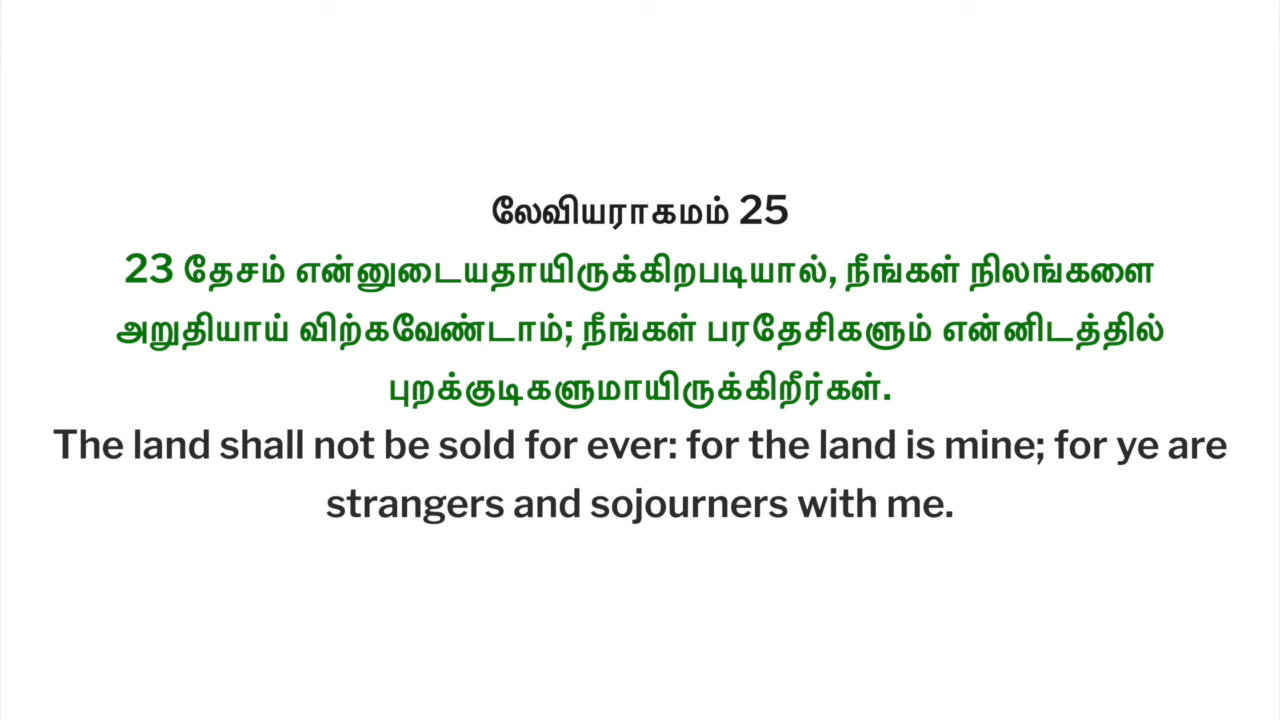 லேவியராகமம் 25
23 தேசம் என்னுடையதாயிருக்கிறபடியால், நீங்கள் நிலங்களை
அறுதியாய் விற்கவேண்டாம்; நீங்கள் பரதேசிகளும் என்னிடத்தில்
புறக்குடிகளுமாயிருக்கிறீர்கள்.
The land shall not be sold for ever: for the land is mine; for ye are
strangers and sojourners with me.